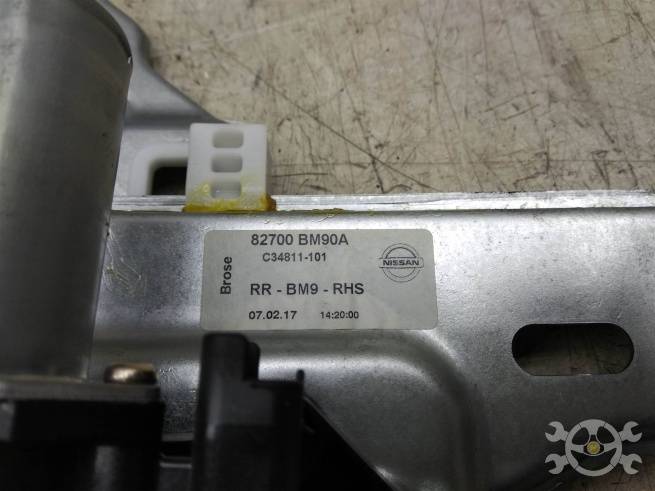 Brose
82700 BM90A
C34811-101
NISSAN
RR - BM9 - RHS
07.02.17 14:20:00